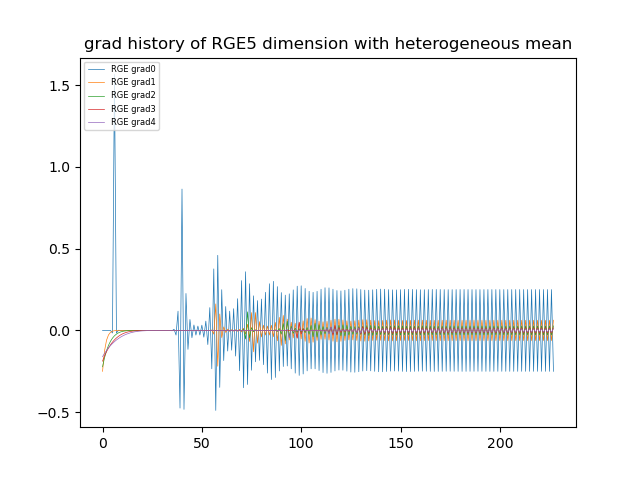 grad history of RGE5 dimension with heterogeneous mean
RGE grad0
RGE grad1
RGE grad2
RGE grad3
RGE grad4
1.5
1.0
0.5
0.0
−0.5
0 50 100 150 200